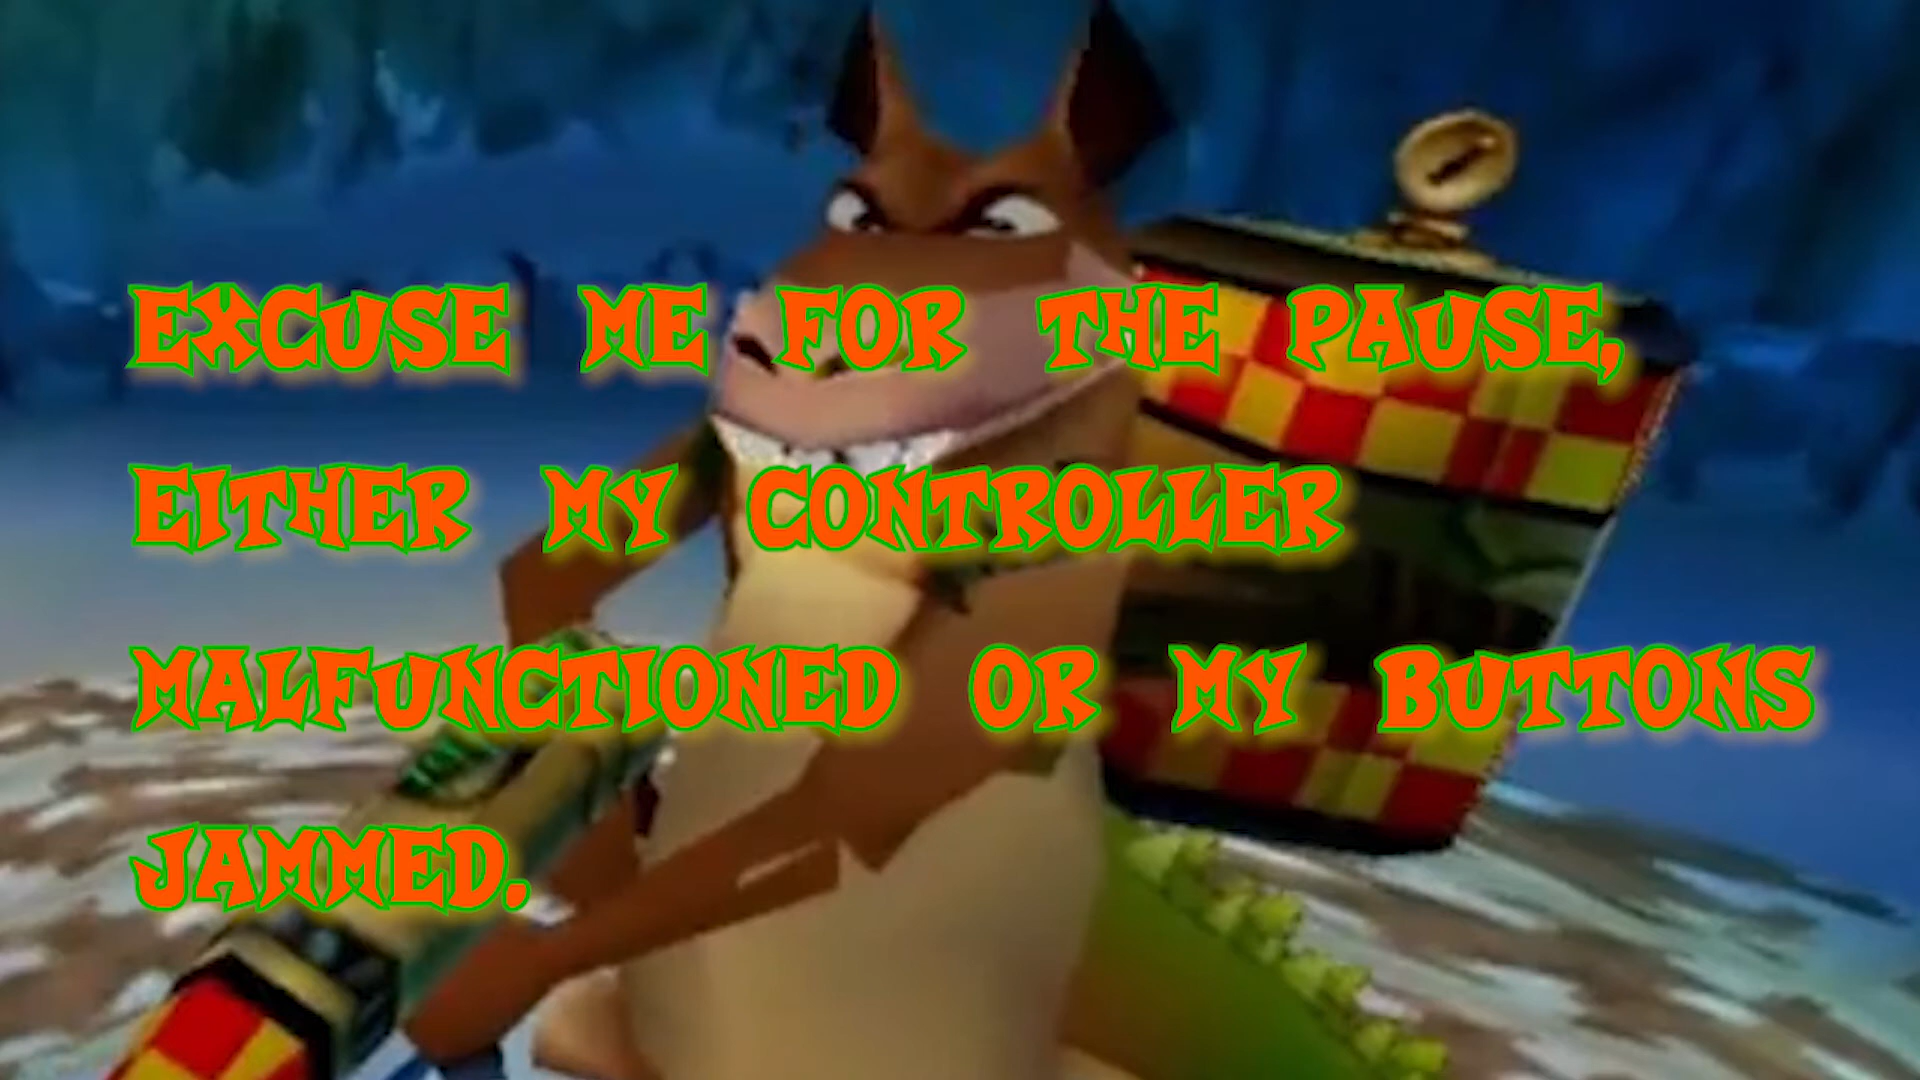 EXCUSE ME FOR THE PAUSE,
EITHER MY CONTROLLER
MALFUNCTIONED OR MY BUTTONS
JAMMED.